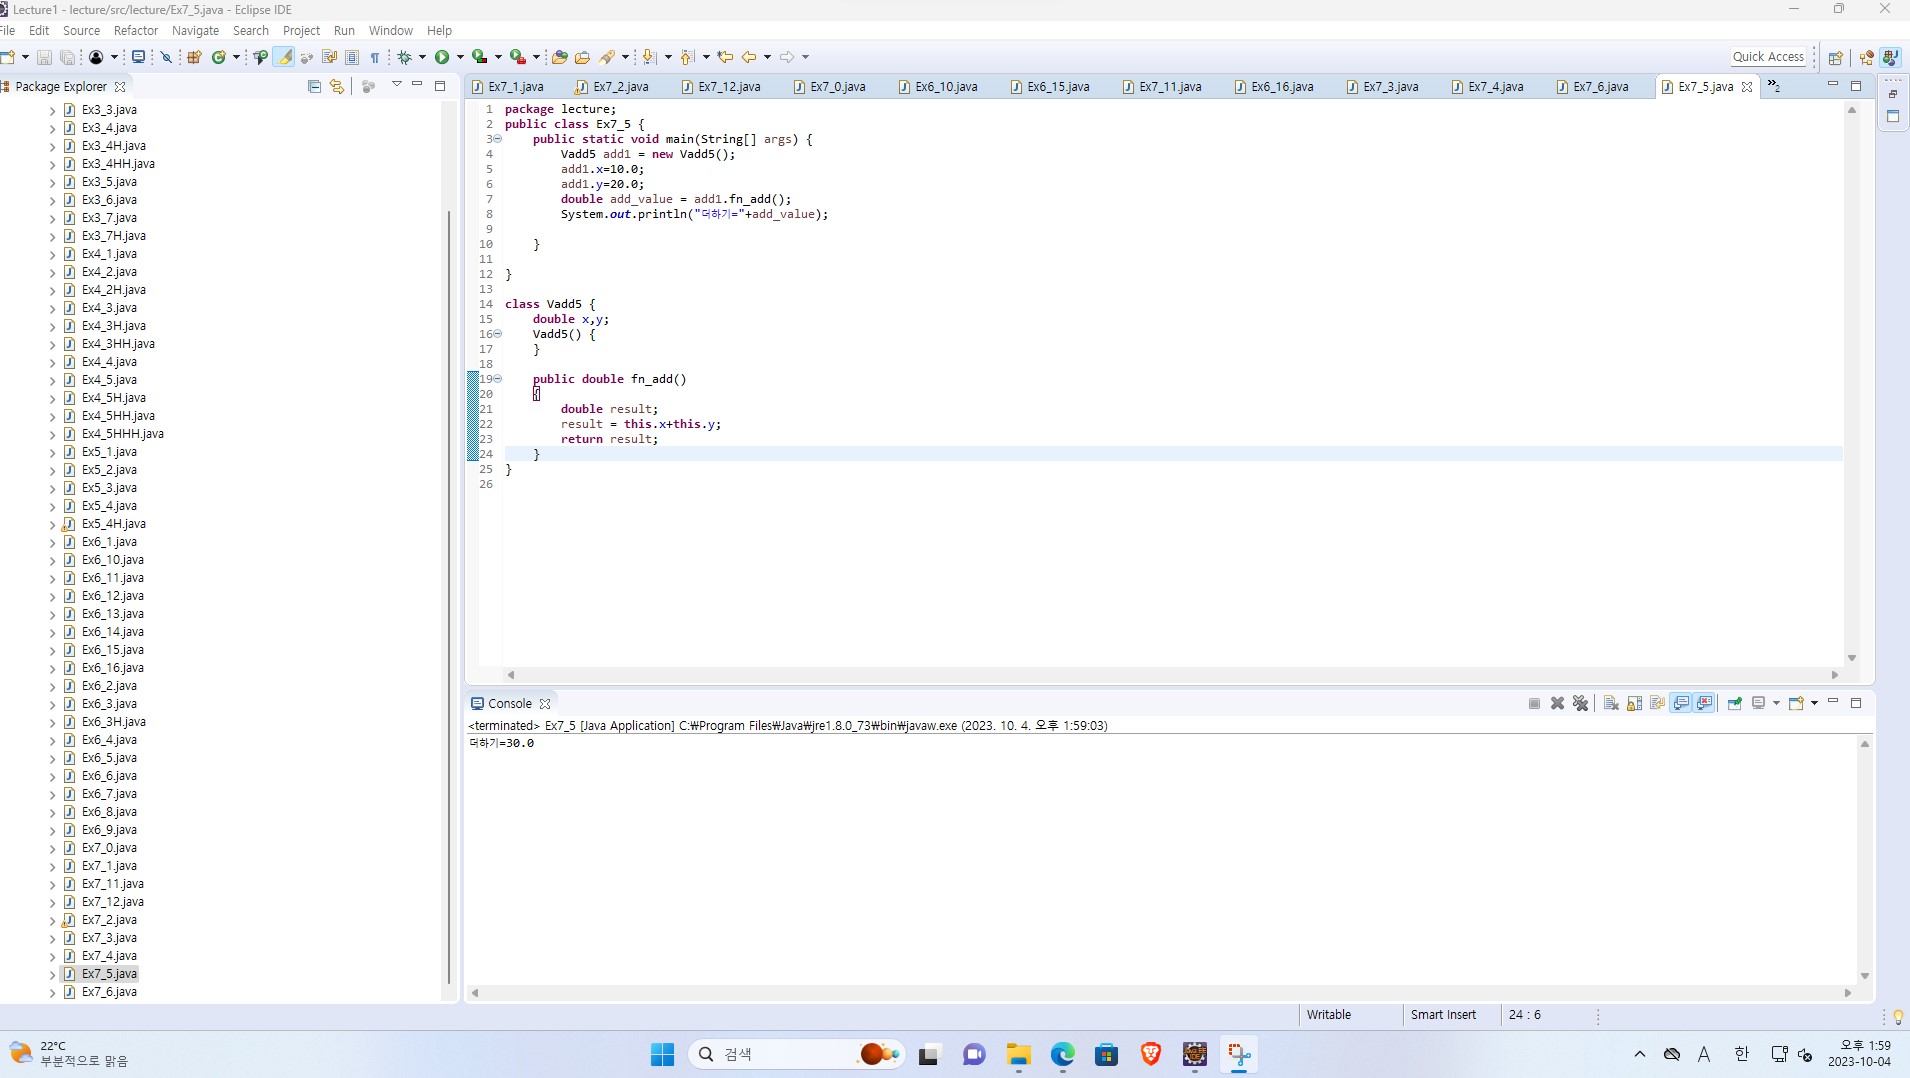 Lecture1 - lecture/src/lecture/Ex7_5.java - Eclipse IDE
File Edit Source Refactor Navigate Search Project Run Window Help
Quick Access
Package Explorer
Ex3_3.java
Ex3_4.java
Ex3_4H.java
Ex3_4HH.java
Ex3_5.java
Ex3_6.java
Ex3_7.java
Ex3_7H.java
Ex4_1.java
Ex4_2.java
Ex4_2H.java
Ex4_3.java
Ex4_3H.java
Ex4_3HH.java
Ex4_4.java
Ex4_5.java
Ex4_5H.java
Ex4_5HH.java
Ex4_5HHH.java
Ex5_1.java
Ex5_2.java
Ex5_3.java
Ex5_4.java
Ex5_4H.java
Ex6_1.java
Ex6_10.java
Ex6_11.java
Ex6_12.java
Ex6_13.java
Ex6_14.java
Ex6_15.java
Ex6_16.java
Ex6_2.java
Ex6_3.java
Ex6_3H.java
Ex6_4.java
Ex6_5.java
Ex6_6.java
Ex6_7.java
Ex6_8.java
Ex6_9.java
Ex7_0.java
Ex7_1.java
Ex7_11.java
Ex7_12.java
Ex7_2.java
Ex7_3.java
Ex7_4.java
Ex7_5.java
Ex7_6.java
Ex7_1.java Ex7_2.java Ex7_12.java Ex7_0.java Ex6_10.java Ex6_15.java Ex7_11.java Ex6_16.java Ex7_3.java Ex7_4.java Ex7_6.java Ex7_5.java »2
1 package lecture;
2 public class Ex7_5 {
3 public static void main(String[] args) {
4 Vadd5 add1 = new Vadd5();
5 add1.x=10.0;
6 add1.y=20.0;
7 double add_value = add1.fn_add();
8 System.out.println("더하기="+add_value);
9
10 }
11
12 }
13
14 class Vadd5 {
15 double x,y;
16 Vadd5() {
17 }
18
19 public double fn_add()
20 {
21 double result;
22 result = this.x+this.y;
23 return result;
24 }
25 }
26
Console
<terminated> Ex7_5 [Java Application] C:₩Program Files₩Java₩jre1.8.0_73₩bin₩javaw.exe (2023. 10. 4. 오후 1:59:03)
더하기=30.0
Writable Smart Insert 24 : 6
22°C
부분적으로 맑음
검색
A 한
오후 1:59
2023-10-04